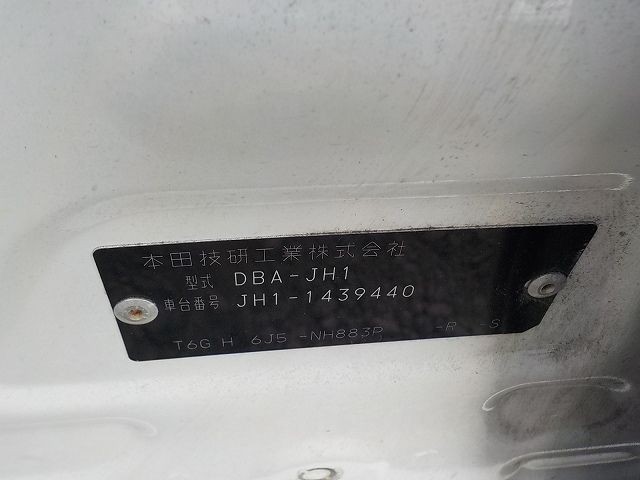 本田技研工業株式会社
型式 DBA-JH1
車台番号 JH1-1439440
T6G H 6J5 -NH883P -R -S